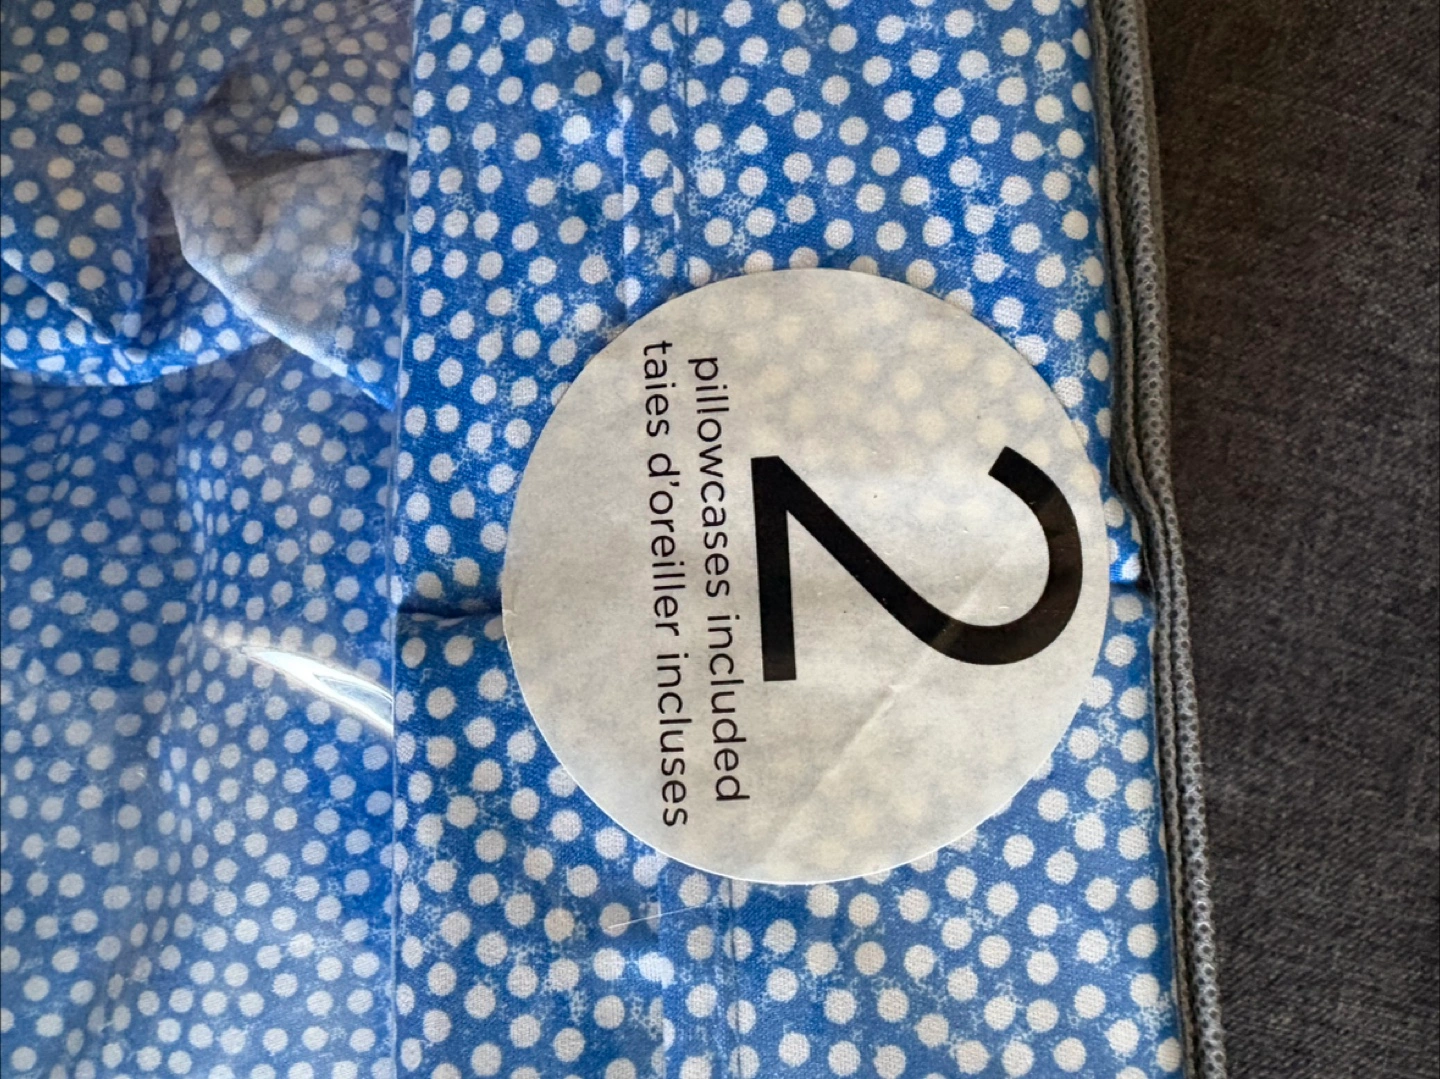 2
pillowcases included
taies d'oreiller incluses